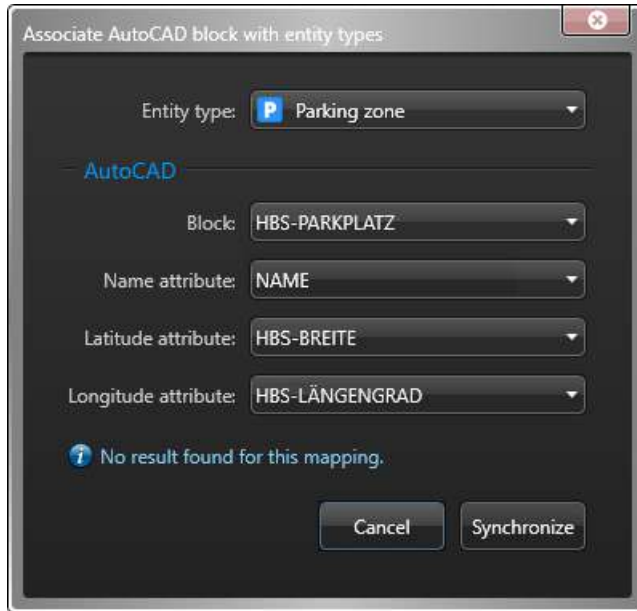 Associate AutoCAD block with entity types
Entity type: P Parking zone
AutoCAD
Block: HBS-PARKPLATZ
Name attribute: NAME
Latitude attribute: HBS-BREITE
Longitude attribute: HBS-LÄNGENGRAD
No result found for this mapping.
Cancel Synchronize